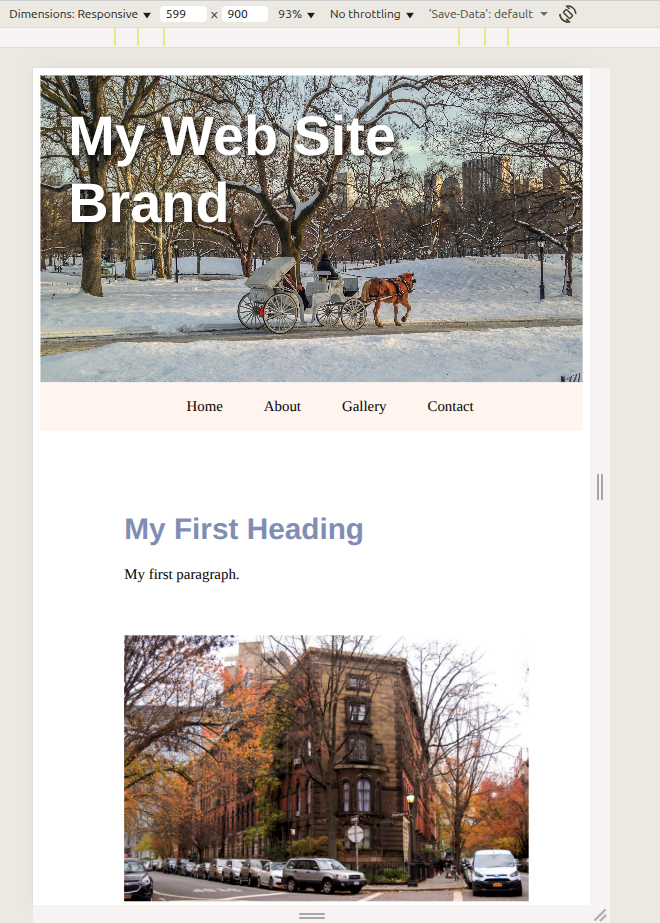 Dimensions: Responsive ▼ 599 x 900 93% ▼ No throttling ▼ 'Save-Data': default ▼
My Web Site
Brand
Home About Gallery Contact
My First Heading
My first paragraph.